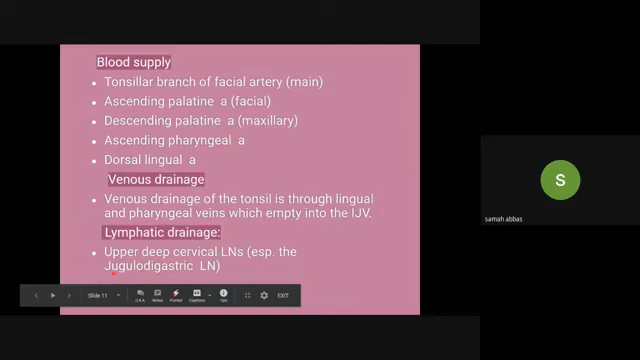 Blood supply
• Tonsillar branch of facial artery (main)
• Ascending palatine a (facial)
• Descending palatine a (maxillary)
• Ascending pharyngeal a
• Dorsal lingual a
Venous drainage
• Venous drainage of the tonsil is through lingual
and pharyngeal veins which empty into the IJV.
Lymphatic drainage:
• Upper deep cervical LNs (esp. the
Jugulodigastric LN)
Slide 11
Q&A Notes Pointer Captions Tips
EXIT
S
samah abbas